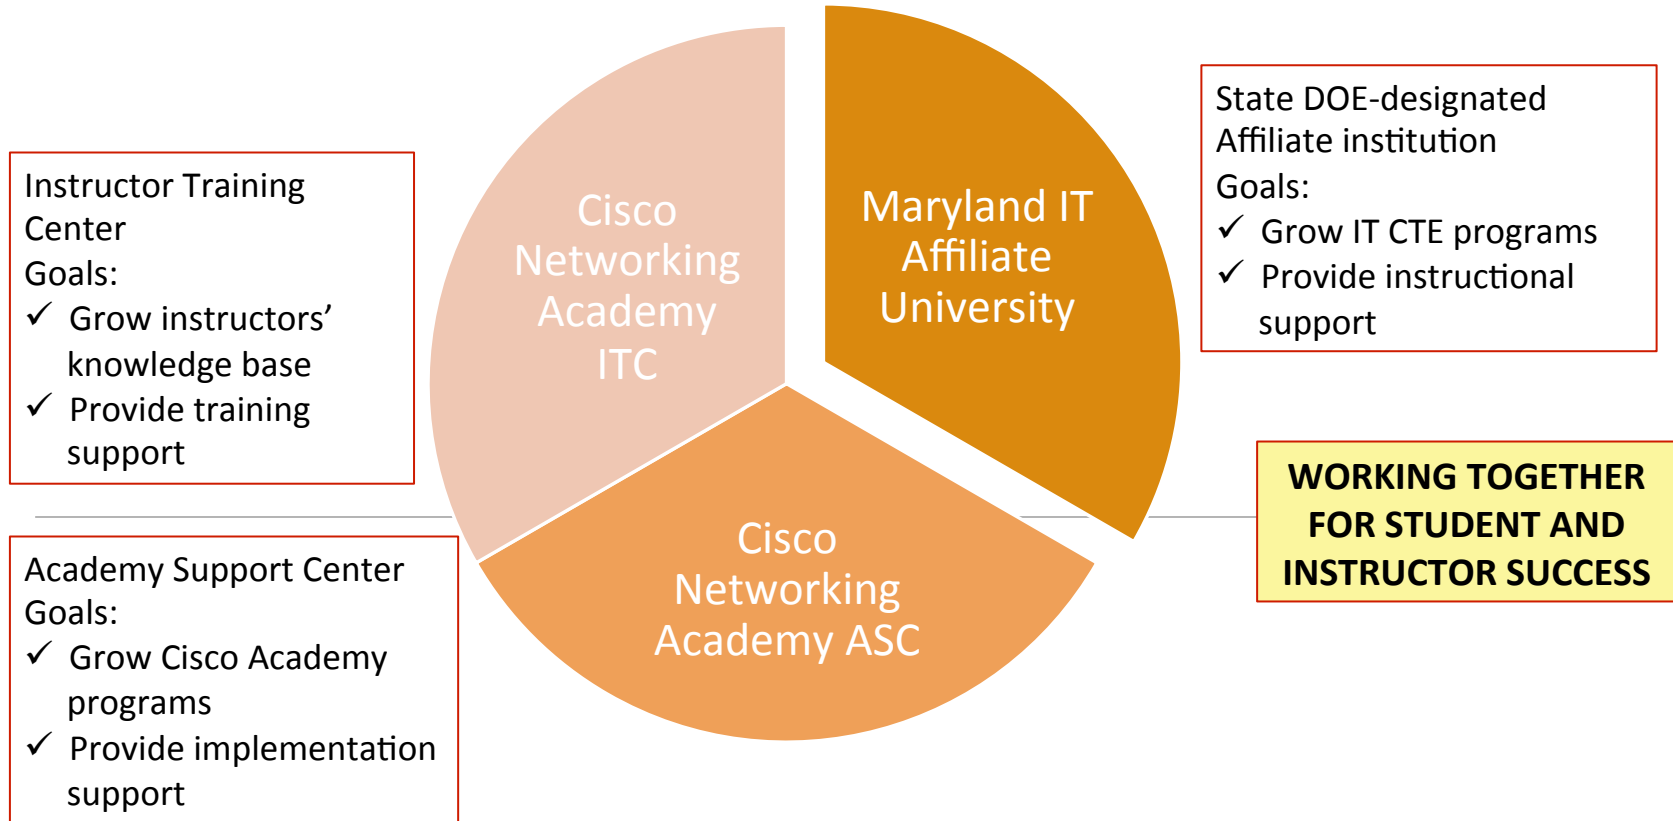 Instructor Training
Center
Goals:
✓ Grow instructors’
knowledge base
✓ Provide training
support
Academy Support Center
Goals:
✓ Grow Cisco Academy
programs
✓ Provide implementation
support
Cisco
Networking
Academy
ITC
Maryland IT
Affiliate
University
Cisco
Networking
Academy ASC
State DOE-designated
Affiliate institution
Goals:
✓ Grow IT CTE programs
✓ Provide instructional
support
WORKING TOGETHER
FOR STUDENT AND
INSTRUCTOR SUCCESS